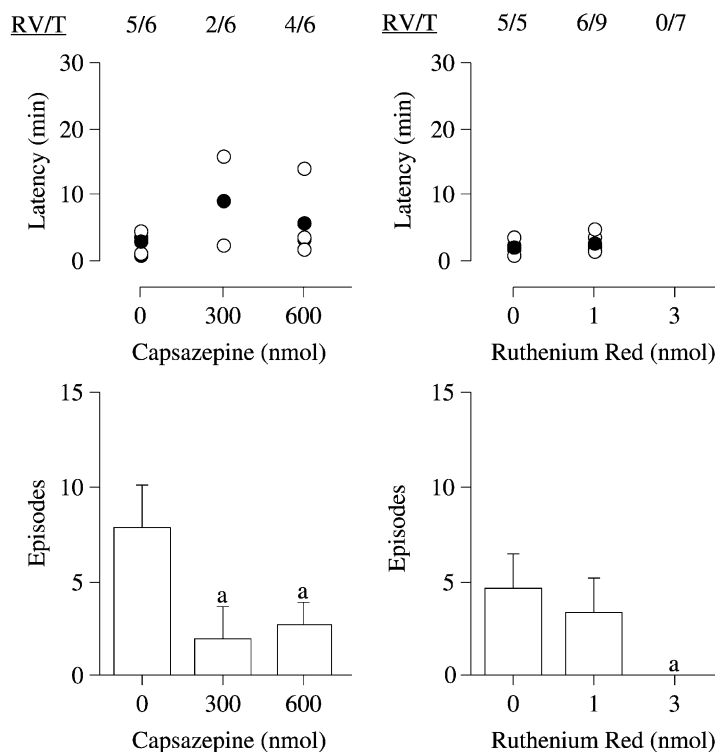 RV/T 5/6 2/6 4/6
30
20
10
0
Latency (min)
0 300 600
Capsazepine (nmol)
RV/T 5/5 6/9 0/7
30
20
10
0
Latency (min)
0 1 3
Ruthenium Red (nmol)
15
10
5
0
Episodes
a a
0 300 600
Capsazepine (nmol)
15
10
5
0
Episodes
a
0 1 3
Ruthenium Red (nmol)